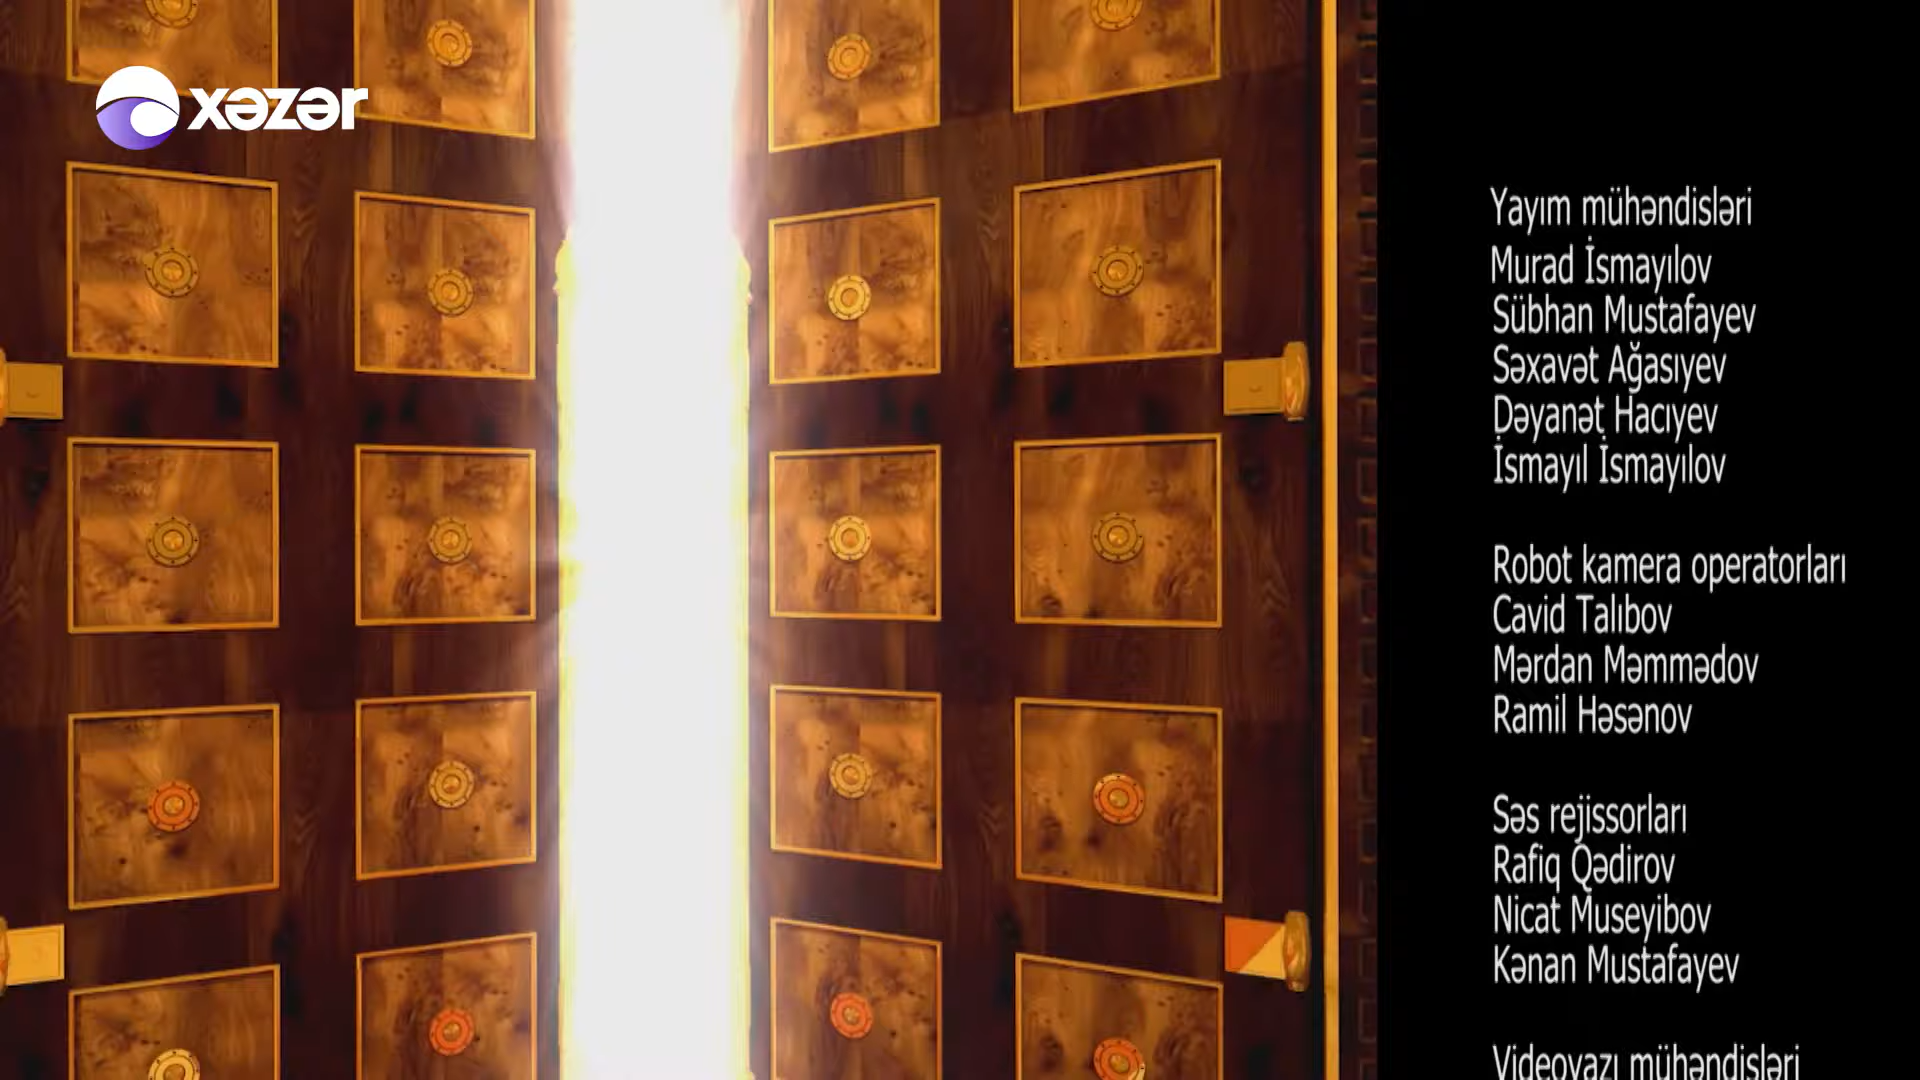 xəzər
Yayım mühəndisləri
Murad İsmayılov
Sübhan Mustafayev
Səxavət Ağasıyev
Dəyanət Hacıyev
İsmayıl İsmayılov
Robot kamera operatorları
Cavid Talıbov
Mərdan Məmmədov
Ramil Həsənov
Səs rejissorları
Rafiq Qədirov
Nicat Museyibov
Kənan Mustafayev
Videoyazı mühəndisləri